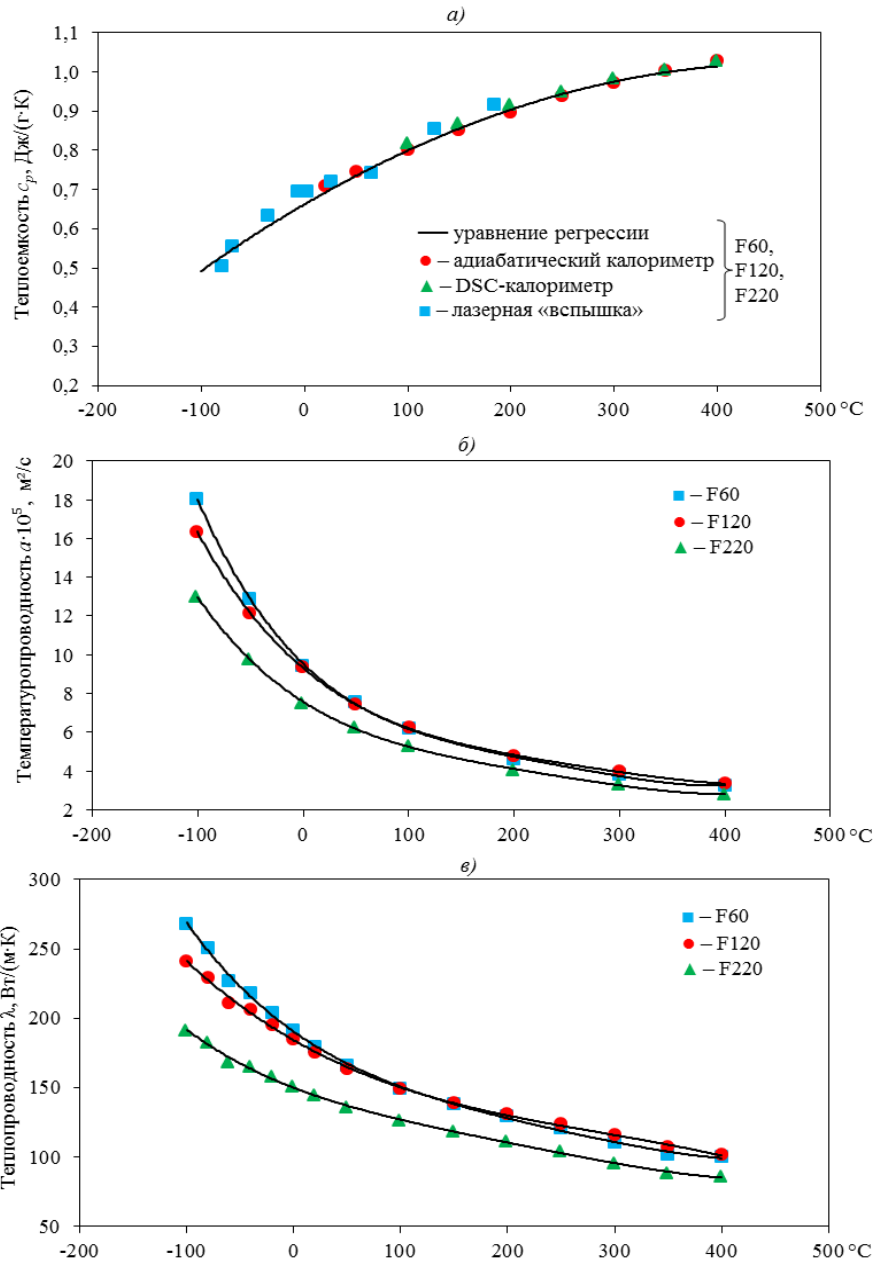 а)
Теплоемкость cp, Дж/(г·К)
1,1
1,0
0,9
0,8
0,7
0,6
0,5
0,4
0,3
0,2
– уравнение регрессии
– адиабатический калориметр
– DSC-калориметр
– лазерная «вспышка»
F60,
F120,
F220
-200 -100 0 100 200 300 400 500 °С
б)
Температуропроводность a·10⁵ , м²/с
20
18
16
14
12
10
8
6
4
2
– F60
– F120
– F220
-200 -100 0 100 200 300 400 500 °С
в)
Теплопроводность λ, Вт/(м·К)
300
250
200
150
100
50
– F60
– F120
– F220
-200 -100 0 100 200 300 400 500 °С